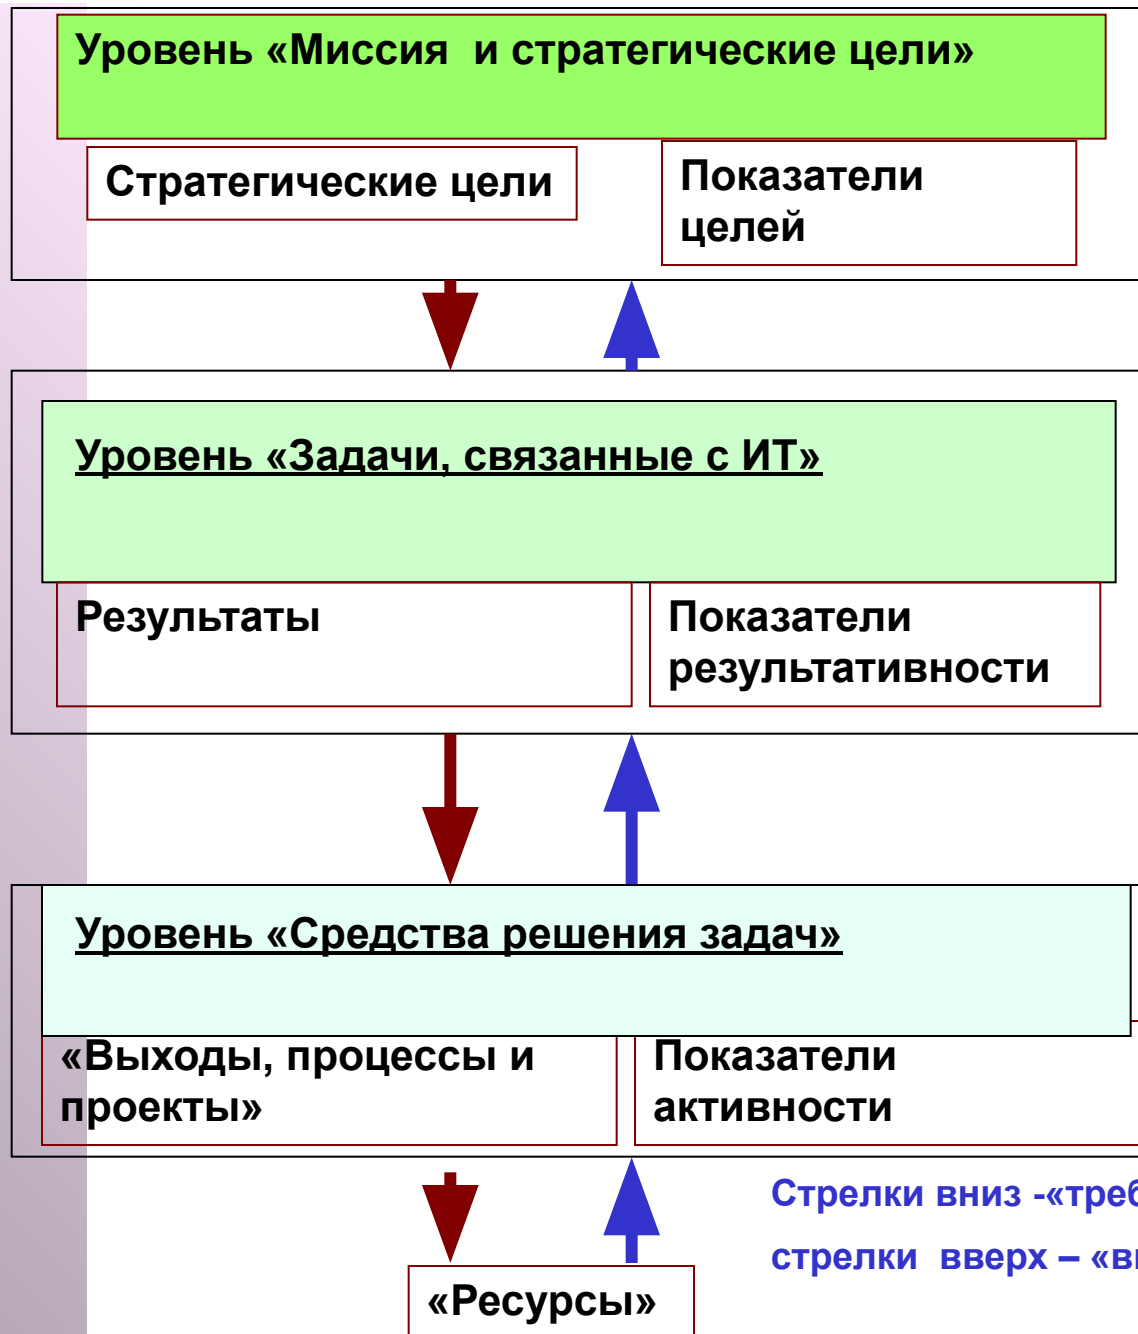 Уровень «Миссия и стратегические цели»
Стратегические цели
Показатели
целей
Уровень «Задачи, связанные с ИТ»
Результаты
Показатели
результативности
Уровень «Средства решения задач»
«Выходы, процессы и
проекты»
Показатели
активности
Стрелки вниз -
стрелки вверх –
«Ресурсы»